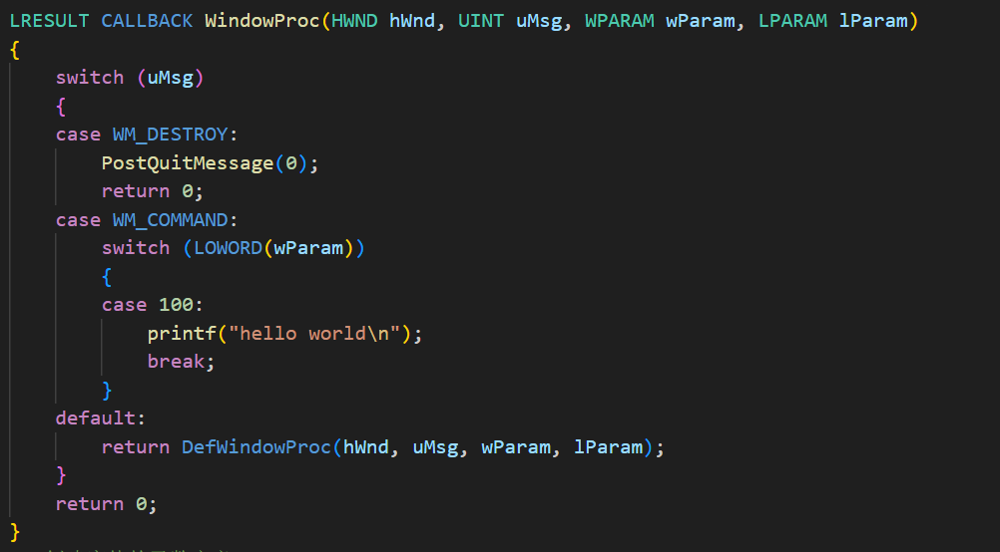 LRESULT CALLBACK WindowProc(HWND hWnd, UINT uMsg, WPARAM wParam, LPARAM lParam)
{
    switch (uMsg)
    {
    case WM_DESTROY:
        PostQuitMessage(0);
        return 0;
    case WM_COMMAND:
        switch (LOWORD(wParam))
        {
        case 100:
            printf("hello world\n");
            break;
        }
    default:
        return DefWindowProc(hWnd, uMsg, wParam, lParam);
    }
    return 0;
}